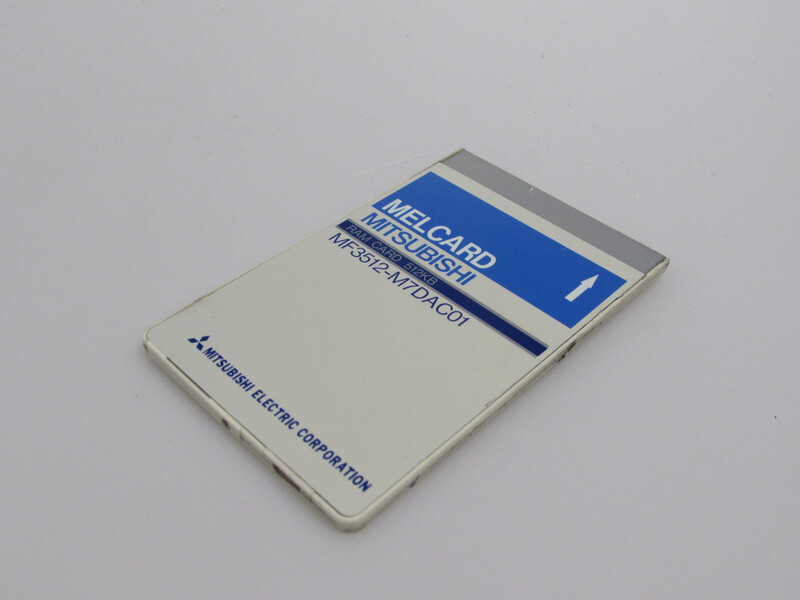 MELCARD
MITSUBISHI
RAM CARD 512KB
MF3512-M7DAC01
MITSUBISHI ELECTRIC CORPORATION